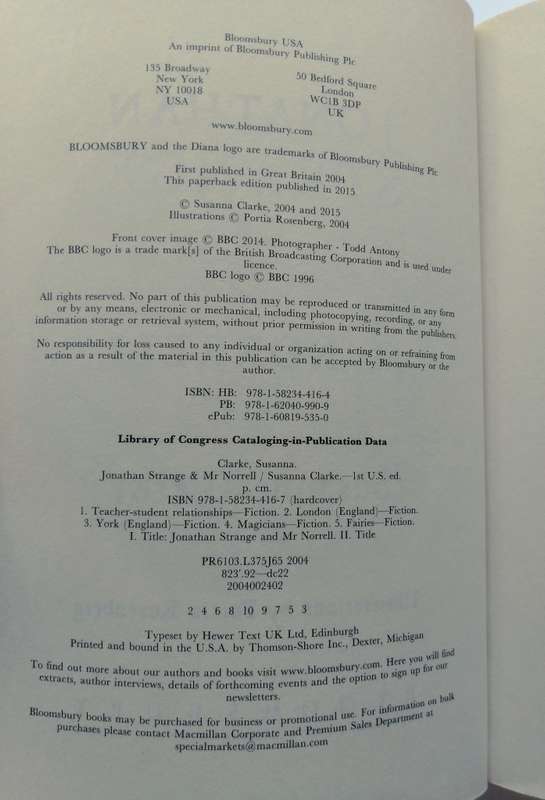 Bloomsbury USA
An imprint of Bloomsbury Publishing Plc
135 Broadway
New York
NY 10018
USA
50 Bedford Square
London
WC1B 3DP
UK
www.bloomsbury.com
BLOOMSBURY and the Diana logo are trademarks of Bloomsbury Publishing Plc
First published in Great Britain 2004
This paperback edition published in 2015
© Susanna Clarke, 2004 and 2015
Illustrations © Portia Rosenberg, 2004
Front cover image © BBC 2014. Photographer - Todd Antony
The BBC logo is a trade mark[s] of the British Broadcasting Corporation and is used under
licence.
BBC logo © BBC 1996
All rights reserved. No part of this publication may be reproduced or transmitted in any form
or by any means, electronic or mechanical, including photocopying, recording, or any
information storage or retrieval system, without prior permission in writing from the publishers.
No responsibility for loss caused to any individual or organization acting on or refraining from
action as a result of the material in this publication can be accepted by Bloomsbury or the
author.
ISBN: HB: 978-1-58234-416-4
PB: 978-1-62040-990-9
ePub: 978-1-60819-535-0
Library of Congress Cataloging-in-Publication Data
Clarke, Susanna.
Jonathan Strange & Mr Norrell / Susanna Clarke.—1st U.S. ed.
p. cm.
ISBN 978-1-58234-416-7 (hardcover)
1. Teacher-student relationships—Fiction. 2. London (England)—Fiction.
3. York (England)—Fiction. 4. Magicians—Fiction. 5. Fairies—Fiction.
I. Title: Jonathan Strange and Mr Norrell. II. Title
PR6103.L375J65 2004
823'.92—dc22
2004002402
2 4 6 8 10 9 7 5 3
Typeset by Hewer Text UK Ltd, Edinburgh
Printed and bound in the U.S.A. by Thomson-Shore Inc., Dexter, Michigan
To find out more about our authors and books visit www.bloomsbury.com. Here you will find
extracts, author interviews, details of forthcoming events and the option to sign up for our
newsletters.
Bloomsbury books may be purchased for business or promotional use. For information on bulk
purchases please contact Macmillan Corporate and Premium Sales Department at
specialmarkets@macmillan.com